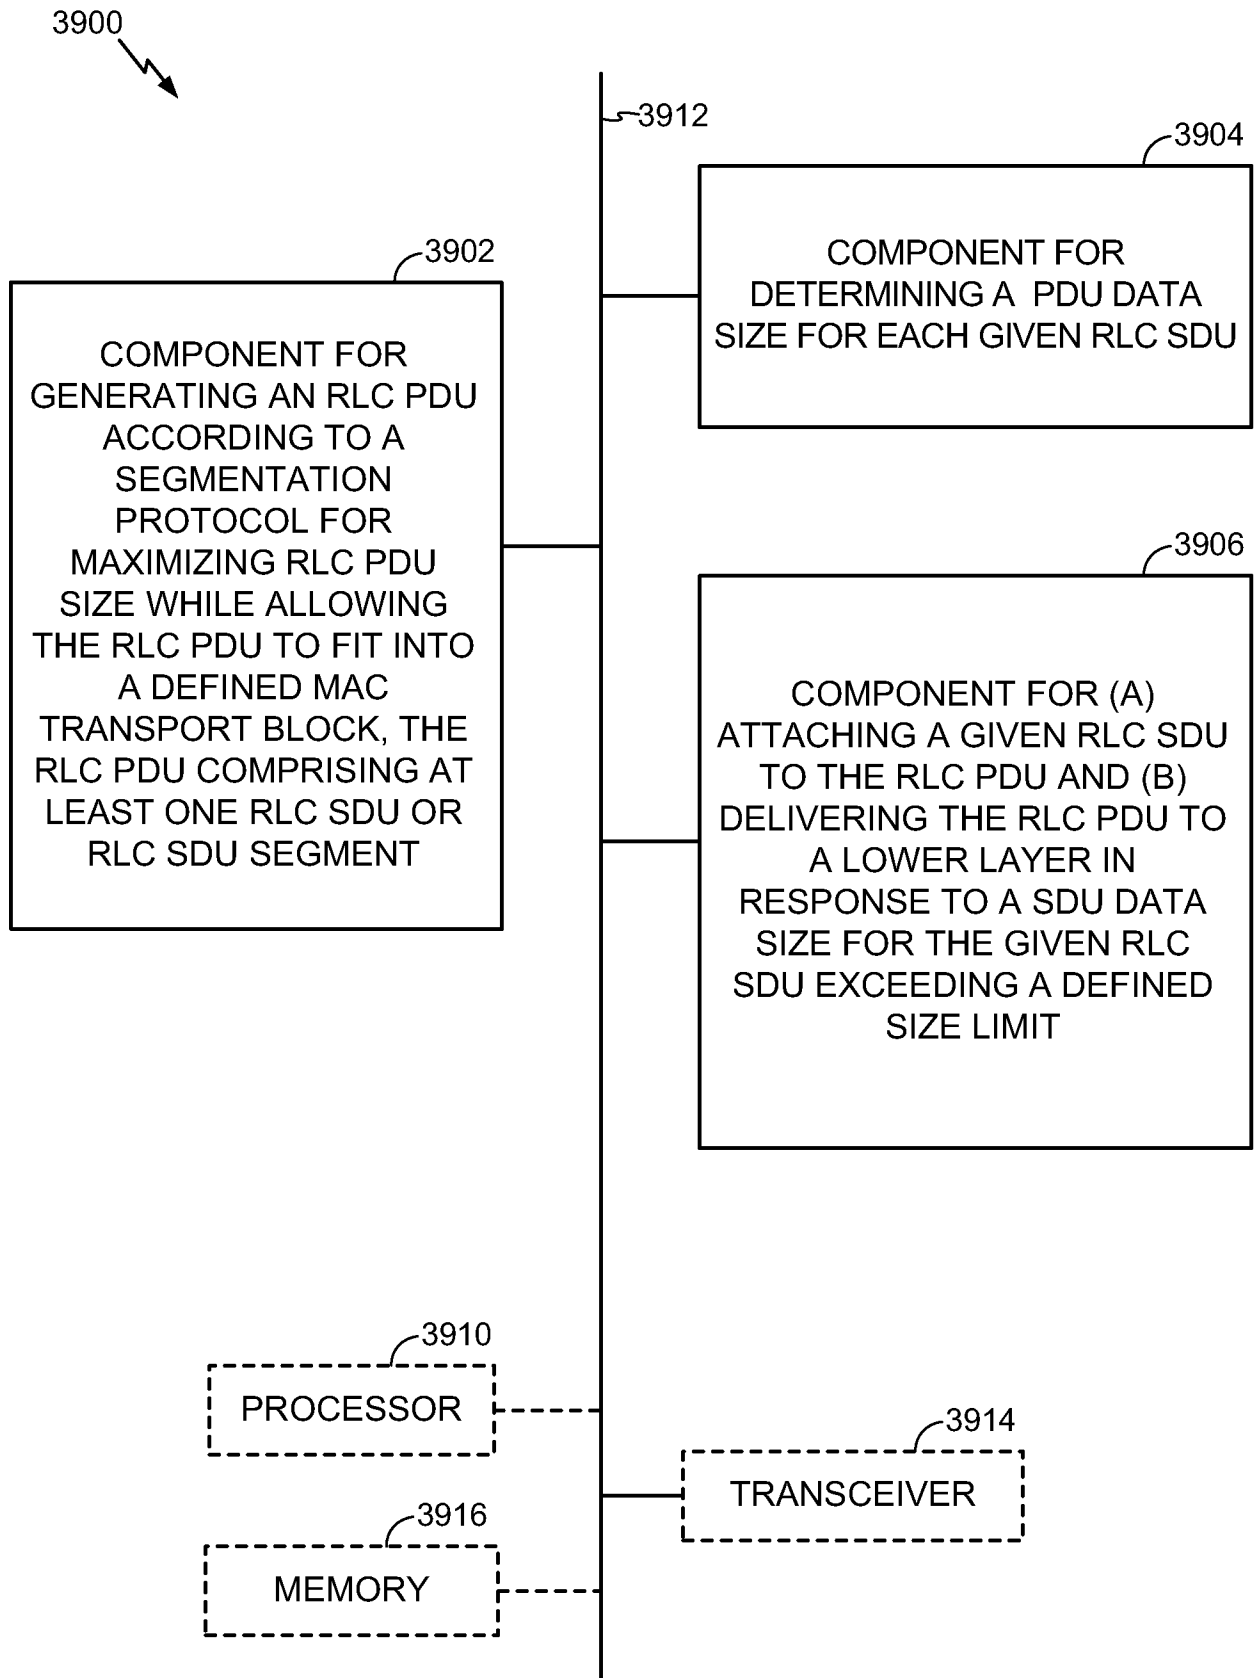 3900
3912
3904
COMPONENT FOR
DETERMINING A PDU DATA
SIZE FOR EACH GIVEN RLC SDU
3902
COMPONENT FOR
GENERATING AN RLC PDU
ACCORDING TO A
SEGMENTATION
PROTOCOL FOR
MAXIMIZING RLC PDU
SIZE WHILE ALLOWING
THE RLC PDU TO FIT INTO
A DEFINED MAC
TRANSPORT BLOCK, THE
RLC PDU COMPRISING AT
LEAST ONE RLC SDU OR
RLC SDU SEGMENT
3906
COMPONENT FOR (A)
ATTACHING A GIVEN RLC SDU
TO THE RLC PDU AND (B)
DELIVERING THE RLC PDU TO
A LOWER LAYER IN
RESPONSE TO A SDU DATA
SIZE FOR THE GIVEN RLC
SDU EXCEEDING A DEFINED
SIZE LIMIT
3910
PROCESSOR
3914
TRANSCEIVER
3916
MEMORY